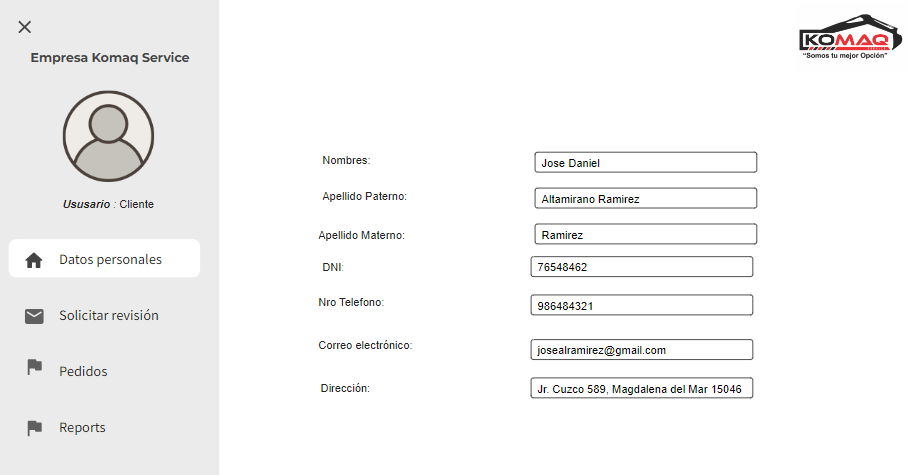 Empresa Komaq Service
Ususario : Cliente
Datos personales
Solicitar revisión
Pedidos
Reports
KOMAQ
SERVICE
"Somos tu mejor Opción"
Nombres: Jose Daniel
Apellido Paterno: Altamirano Ramirez
Apellido Materno: Ramirez
DNI: 76548462
Nro Telefono: 986484321
Correo electrónico: josealramirez@gmail.com
Dirección: Jr. Cuzco 589, Magdalena del Mar 15046